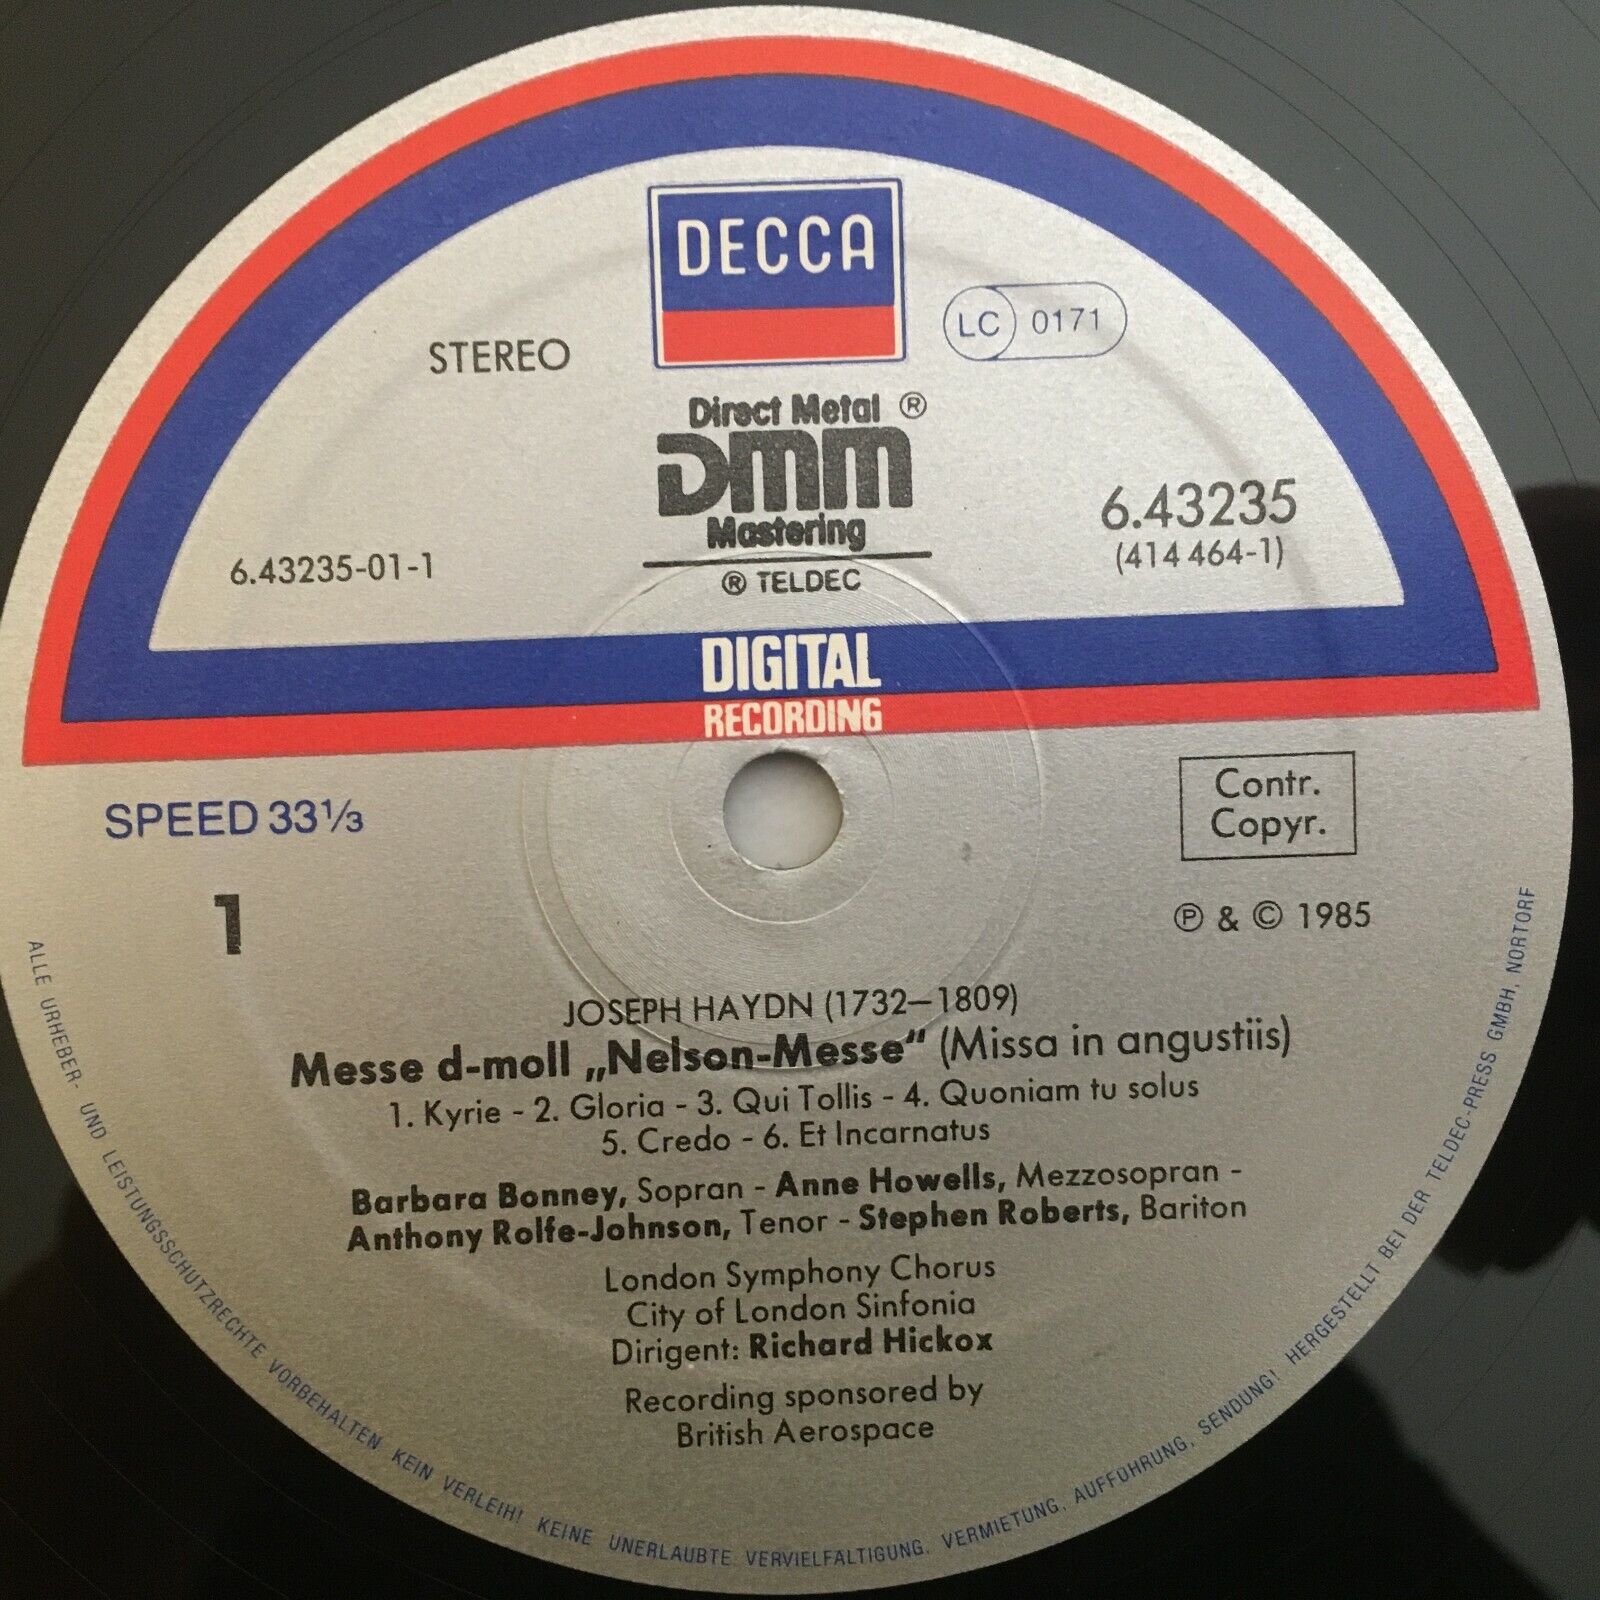 DECCA
STEREO
LC 0171
Direct Metal ®
DMM
Mastering
® TELDEC
6.43235-01-1
6.43235
(414 464-1)
DIGITAL
RECORDING
SPEED 33⅓
Contr.
Copyr.
1
℗ & © 1985
JOSEPH HAYDN (1732–1809)
Messe d-moll „Nelson-Messe“ (Missa in angustiis)
1. Kyrie - 2. Gloria - 3. Qui Tollis - 4. Quoniam tu solus
5. Credo - 6. Et Incarnatus
Barbara Bonney, Sopran - Anne Howells, Mezzosopran -
Anthony Rolfe-Johnson, Tenor - Stephen Roberts, Bariton
London Symphony Chorus
City of London Sinfonia
Dirigent: Richard Hickox
Recording sponsored by
British Aerospace
ALLE URHEBER- UND LEISTUNGSSCHUTZRECHTE VORBEHALTEN. KEIN VERLEIH! KEINE UNERLAUBTE VERVIELFÄLTIGUNG, VERMIETUNG, AUFFÜHRUNG, SENDUNG! HERGESTELLT BEI DER TELDEC-PRESS GMBH, NORTORF